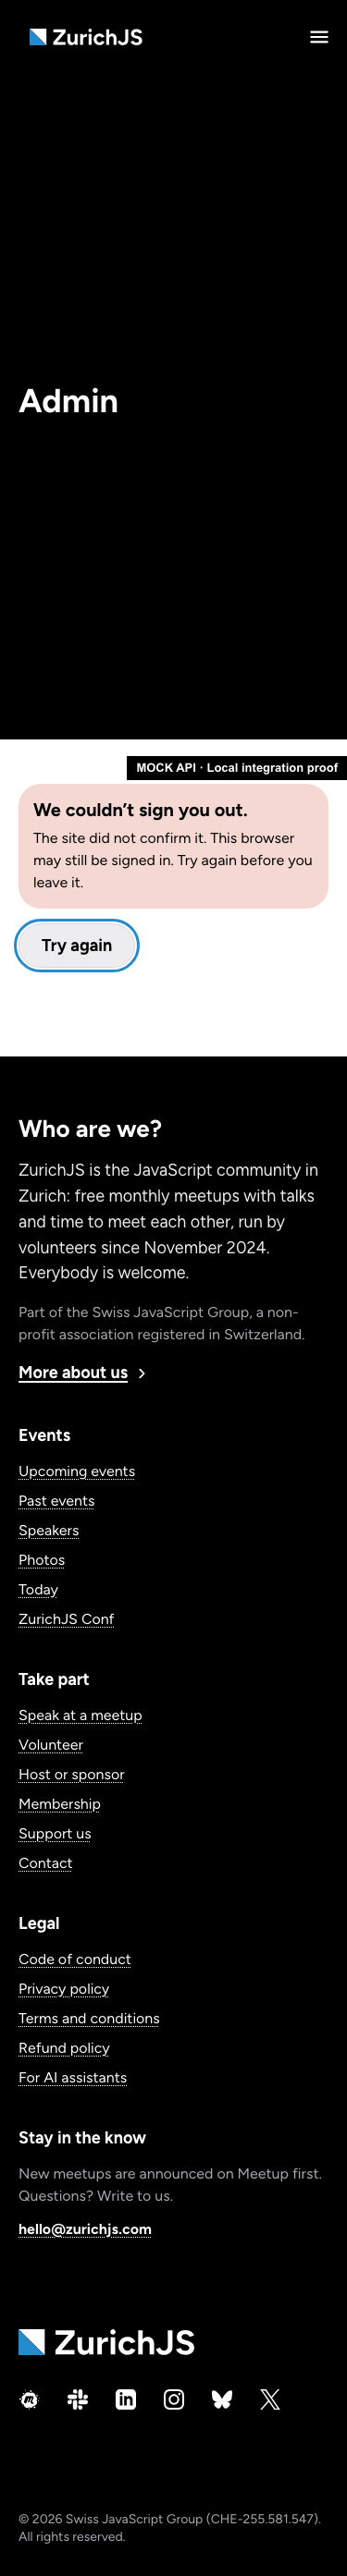 ZurichJS
Admin
MOCK API · Local integration proof
We couldn’t sign you out.
The site did not confirm it. This browser
may still be signed in. Try again before you
leave it.
Try again
Who are we?
ZurichJS is the JavaScript community in
Zurich: free monthly meetups with talks
and time to meet each other, run by
volunteers since November 2024.
Everybody is welcome.
Part of the Swiss JavaScript Group, a non-
profit association registered in Switzerland.
More about us
Events
Upcoming events
Past events
Speakers
Photos
Today
ZurichJS Conf
Take part
Speak at a meetup
Volunteer
Host or sponsor
Membership
Support us
Contact
Legal
Code of conduct
Privacy policy
Terms and conditions
Refund policy
For AI assistants
Stay in the know
New meetups are announced on Meetup first.
Questions? Write to us.
hello@zurichjs.com
ZurichJS
© 2026 Swiss JavaScript Group (CHE-255.581.547).
All rights reserved.